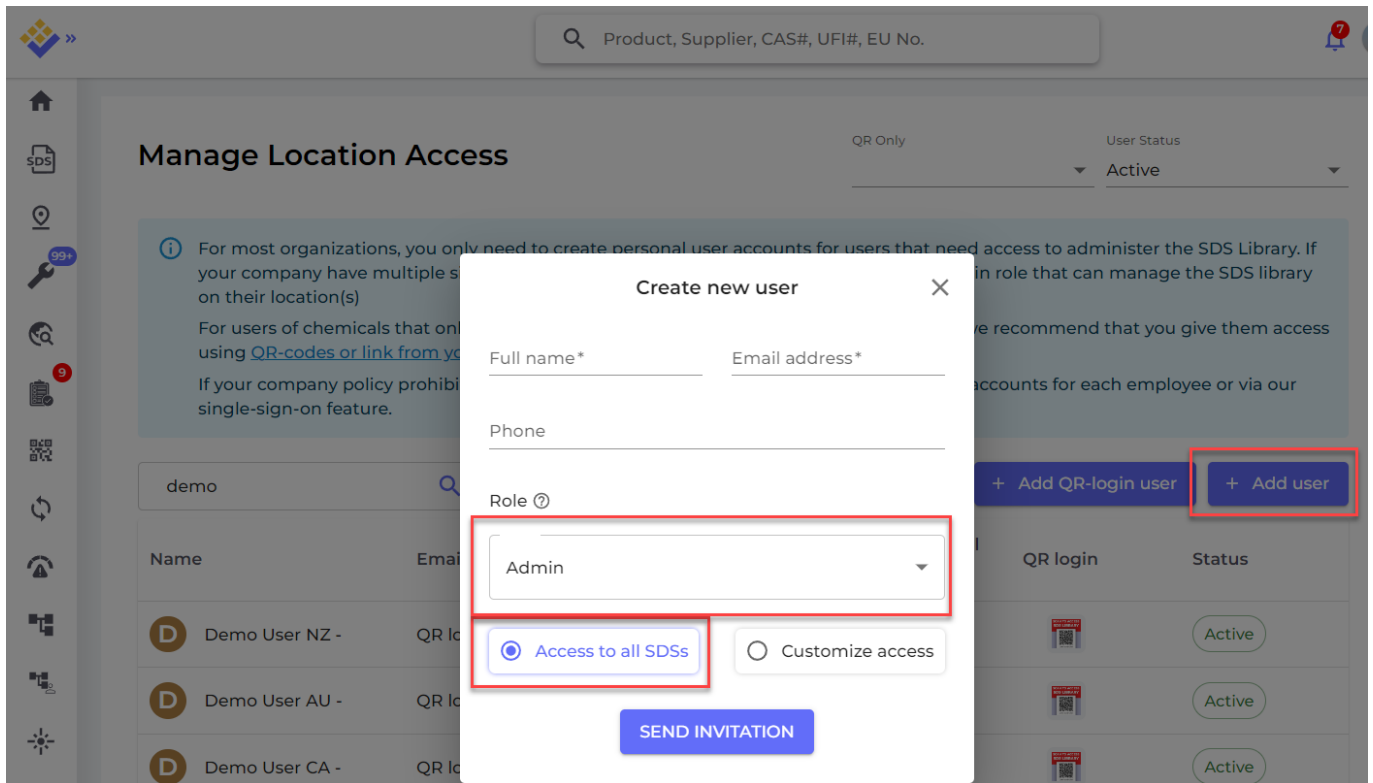 »
Product, Supplier, CAS#, UFI#, EU No.
7
SDS
Manage Location Access
QR Only
User Status
Active
99+
For most organizations, you only need to create personal user accounts for users that need access to administer the SDS Library. If
your company have multiple s
in role that can manage the SDS library
on their location(s)
For users of chemicals that onl
ve recommend that you give them access
using QR-codes or link from yo
9
If your company policy prohibi
accounts for each employee or via our
single-sign-on feature.
Create new user
Full name*
Email address*
Phone
Role
Admin
Access to all SDSs
Customize access
SEND INVITATION
demo
+ Add QR-login user
+ Add user
Name
Emai
l
QR login
Status
D
Demo User NZ -
QR lo
Active
D
Demo User AU -
QR lo
Active
D
Demo User CA -
QR lo
Active